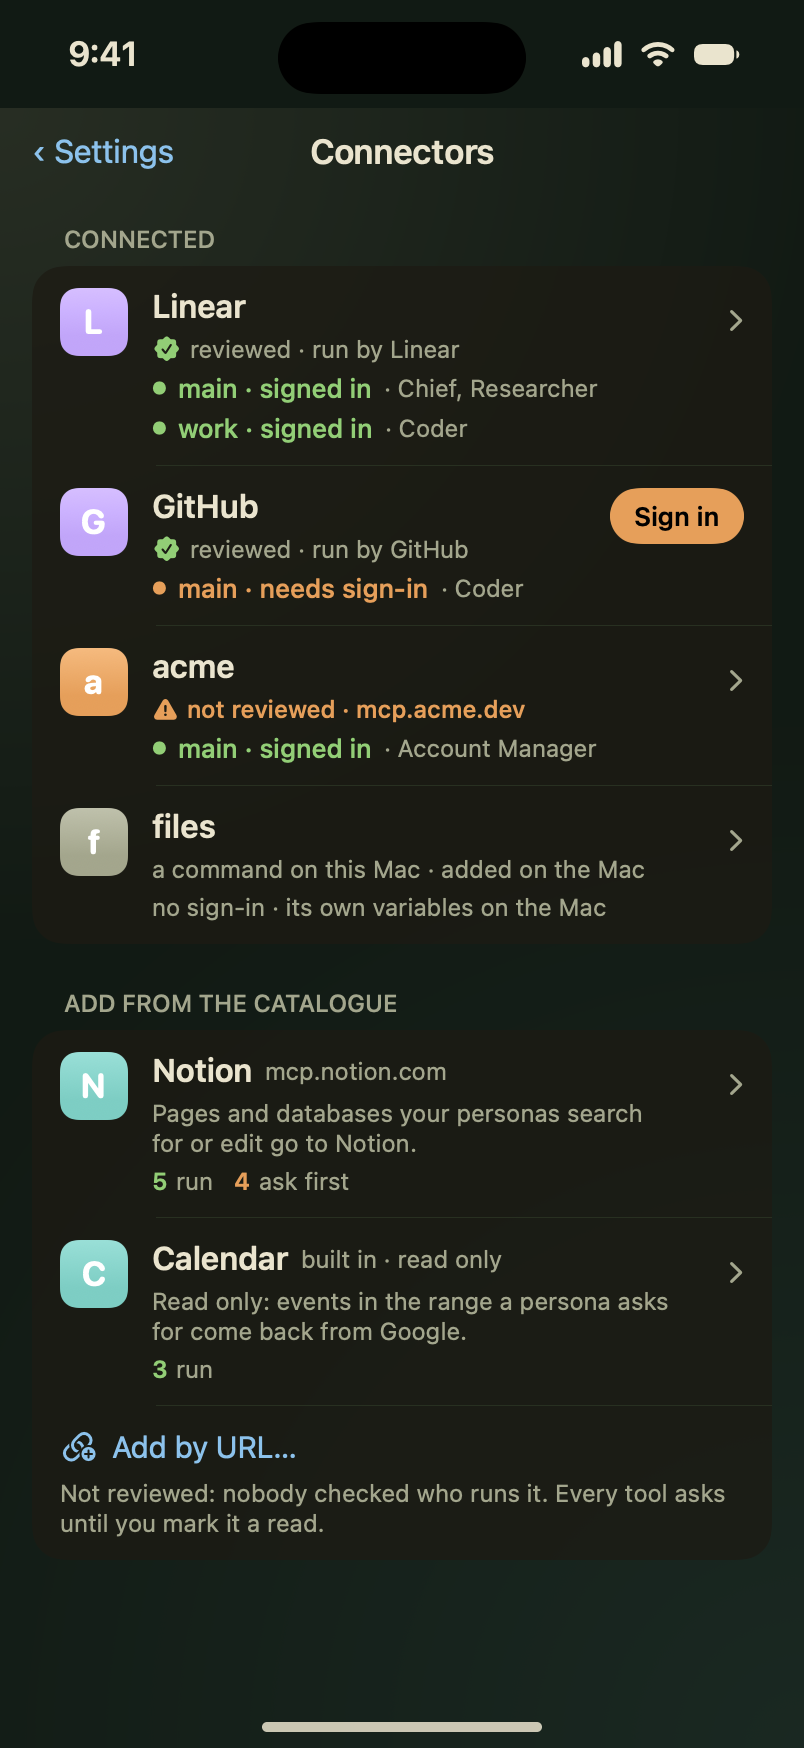 9:41
‹ Settings
Connectors
CONNECTED
L
Linear
reviewed · run by Linear
main · signed in · Chief, Researcher
work · signed in · Coder
G
GitHub
Sign in
reviewed · run by GitHub
main · needs sign-in · Coder
a
acme
not reviewed · mcp.acme.dev
main · signed in · Account Manager
f
files
a command on this Mac · added on the Mac
no sign-in · its own variables on the Mac
ADD FROM THE CATALOGUE
N
Notion mcp.notion.com
Pages and databases your personas search
for or edit go to Notion.
5 run 4 ask first
C
Calendar built in · read only
Read only: events in the range a persona asks
for come back from Google.
3 run
Add by URL...
Not reviewed: nobody checked who runs it. Every tool asks
until you mark it a read.